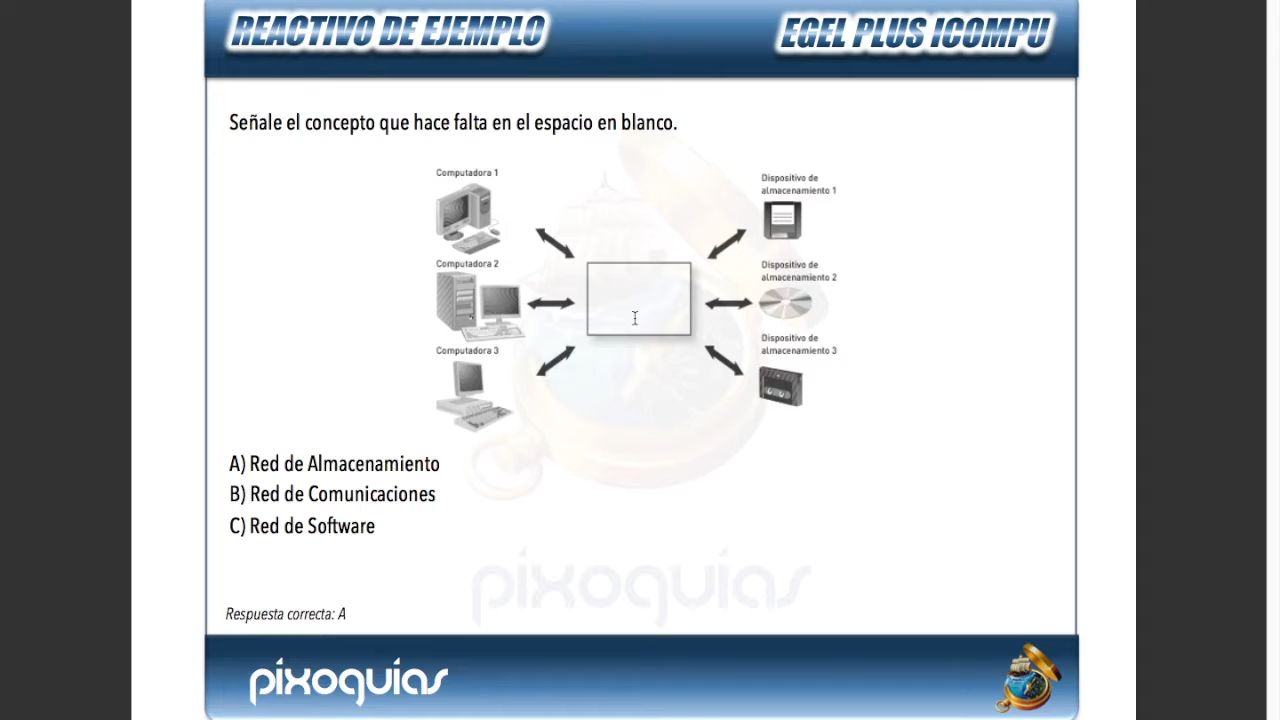 REACTIVO DE EJEMPLO
EGEL PLUS ICOMPU
Señale el concepto que hace falta en el espacio en blanco.
Computadora 1
Dispositivo de
almacenamiento 1
Computadora 2
Dispositivo de
almacenamiento 2
Computadora 3
Dispositivo de
almacenamiento 3
A) Red de Almacenamiento
B) Red de Comunicaciones
C) Red de Software
pixoguias
Respuesta correcta: A
pixoguias